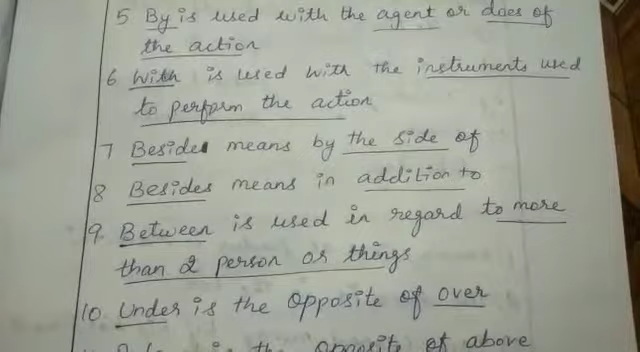 5 By is used with the agent or does of
the action
6 With is used with the instruments used
to perform the action
7 Beside means by the side of
8 Besides means in addition to
9. Between is used in regard to more
than 2 person or things
10. Under is the opposite of over
is the opposite of above